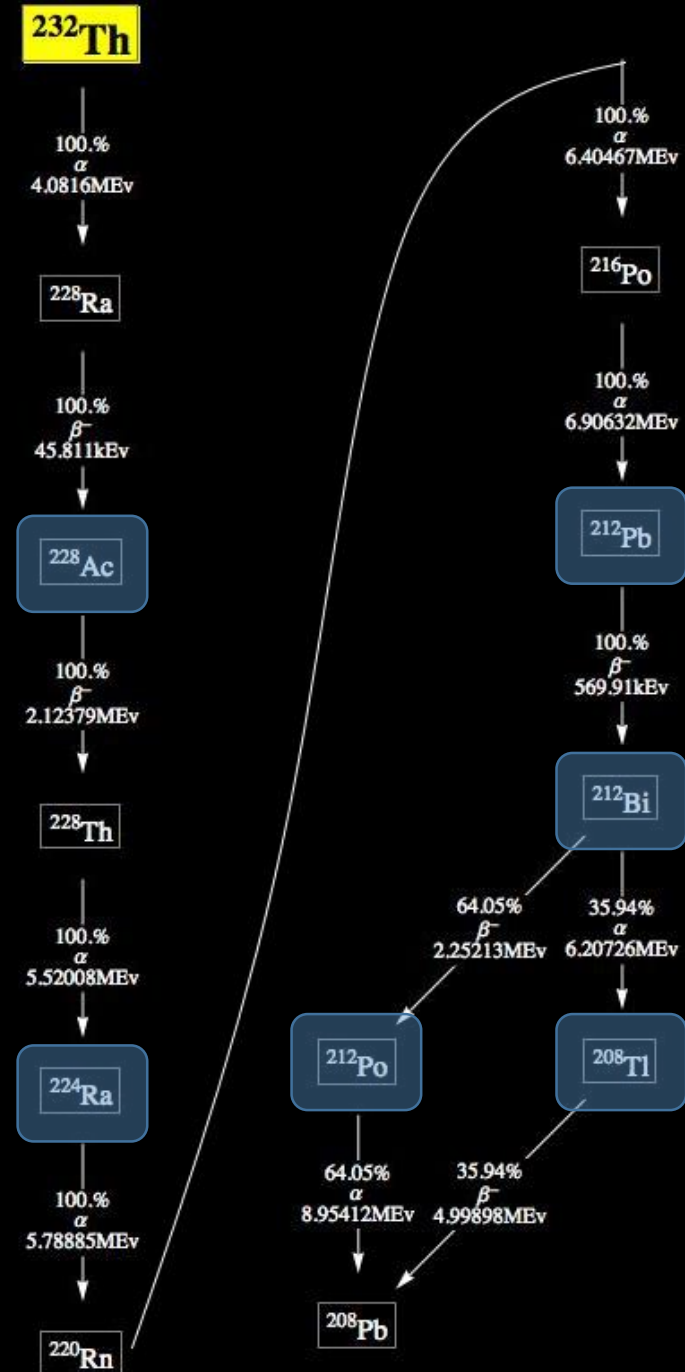 ²³²Th
100.%
α
4.0816MEv
²²⁸Ra
100.%
β⁻
45.811kEv
²²⁸Ac
100.%
β⁻
2.12379MEv
²²⁸Th
100.%
α
5.52008MEv
²²⁴Ra
100.%
α
5.78885MEv
²²⁰Rn
100.%
α
6.40467MEv
²¹⁶Po
100.%
α
6.90632MEv
²¹²Pb
100.%
β⁻
569.91kEv
²¹²Bi
64.05%
β⁻
2.25213MEv
35.94%
α
6.20726MEv
²¹²Po
²⁰⁸Tl
64.05%
α
8.95412MEv
35.94%
β⁻
4.99898MEv
²⁰⁸Pb